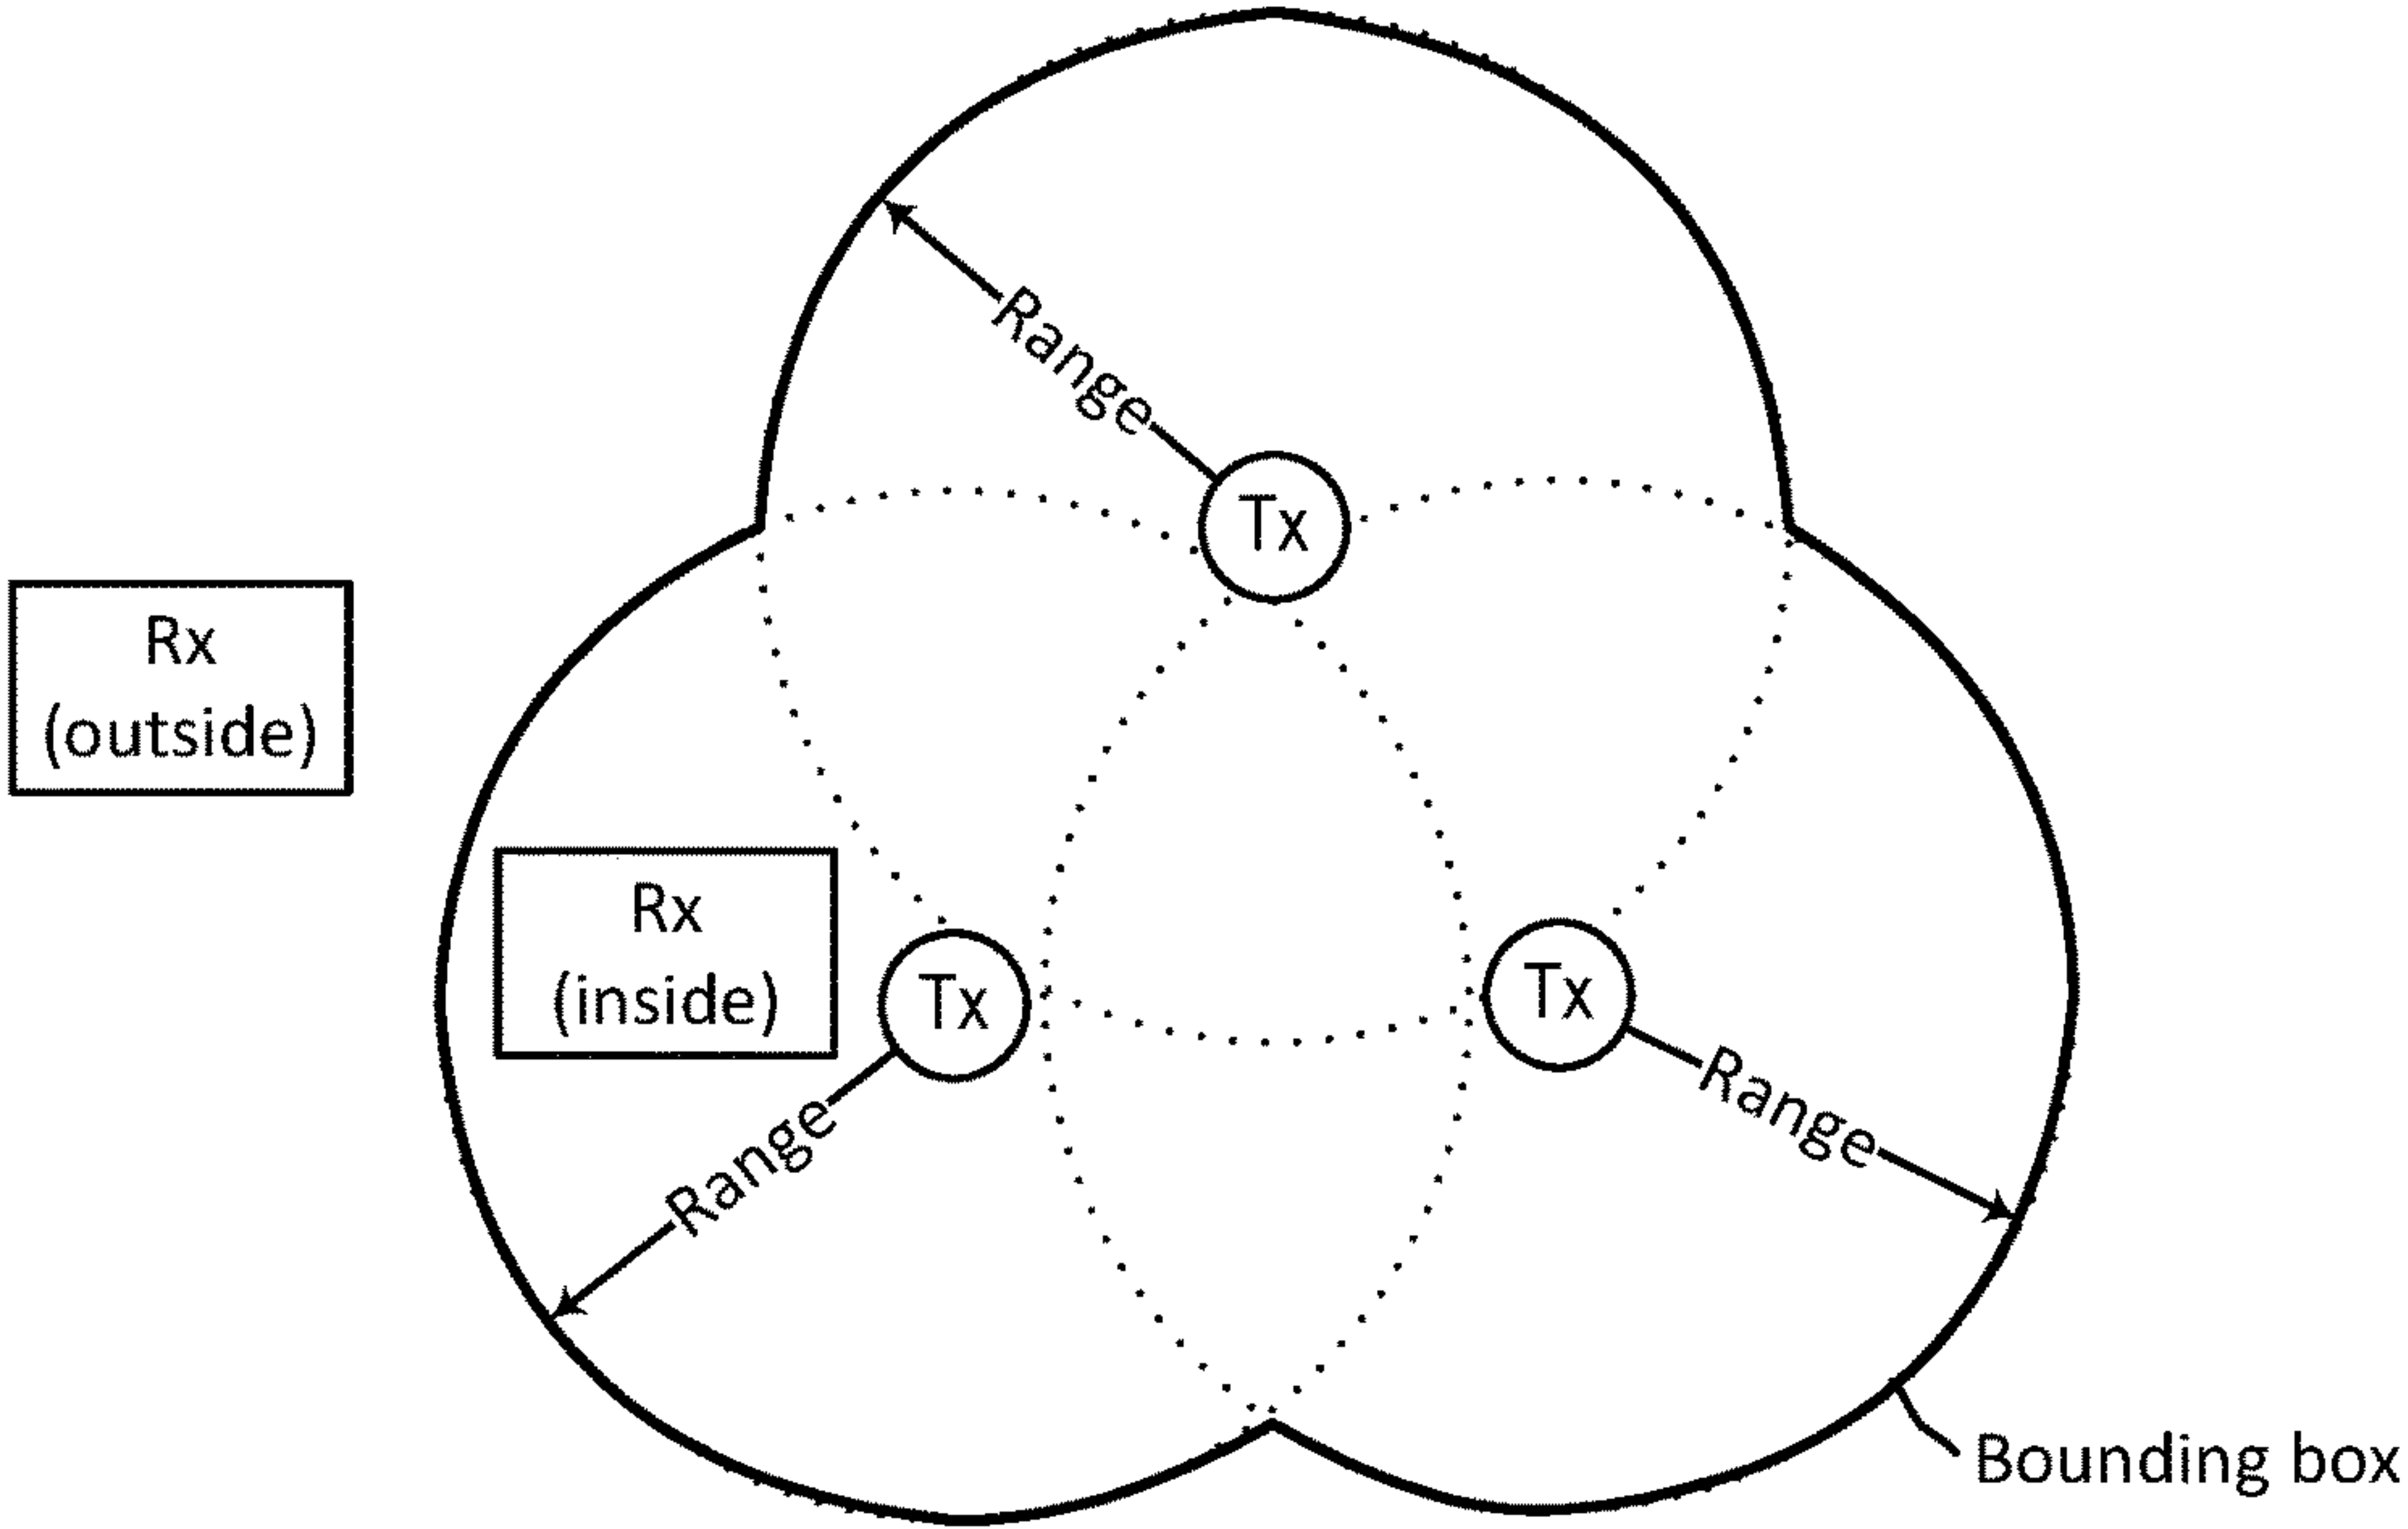 Range
Tx
Rx
(outside)
Rx
(inside)
Tx
Tx
Range
Range
Bounding box